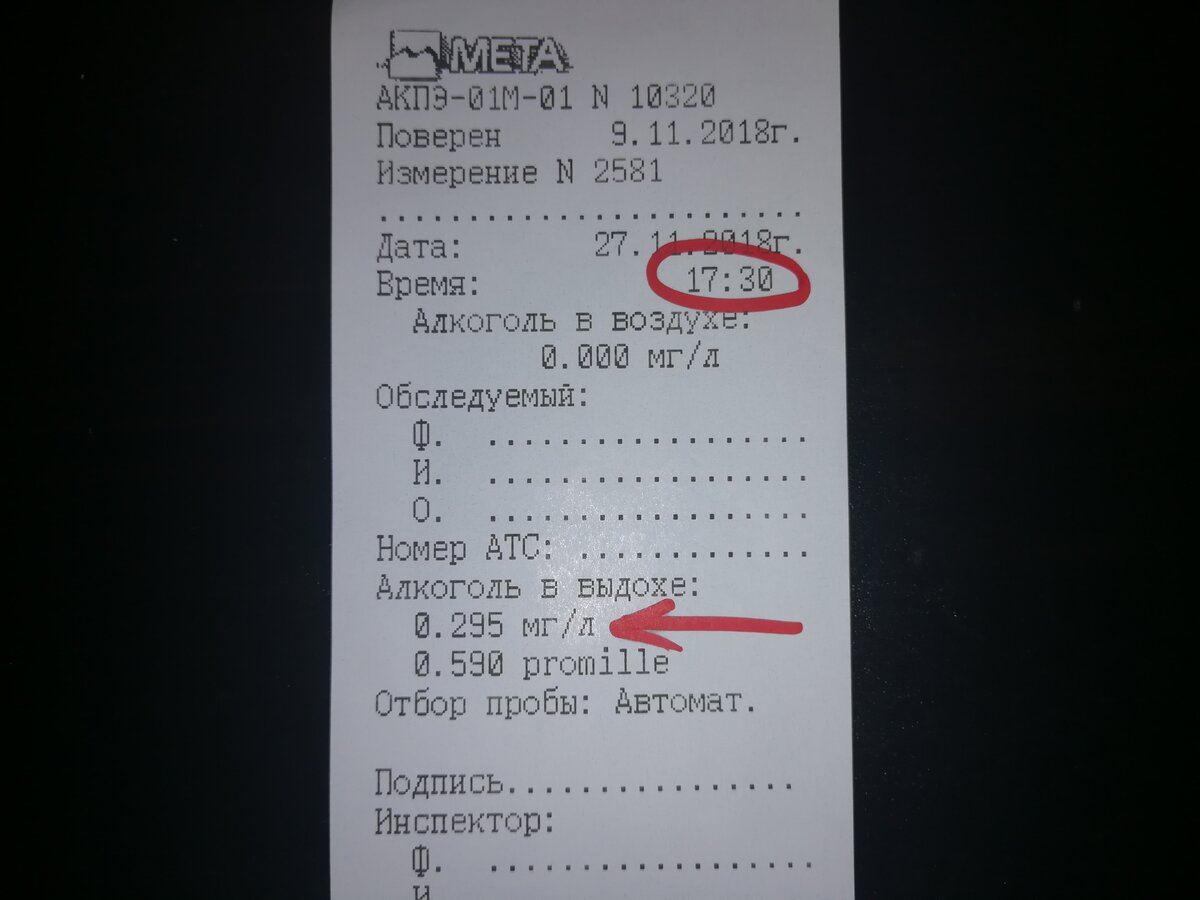 МЕТА
АКПЭ-01М-01 N 10320
Поверен 9.11.2018г.
Измерение N 2581
........................
Дата: 27.11.2018г.
Время: 17:30
Алкоголь в воздухе:
0.000 мг/л
Обследуемый:
Ф. ..................
И. ..................
О. ..................
Номер АТС: .............
Алкоголь в выдохе:
0.295 мг/л
0.590 promille
Отбор пробы: Автомат.
Подпись................
Инспектор:
Ф. ..................
И